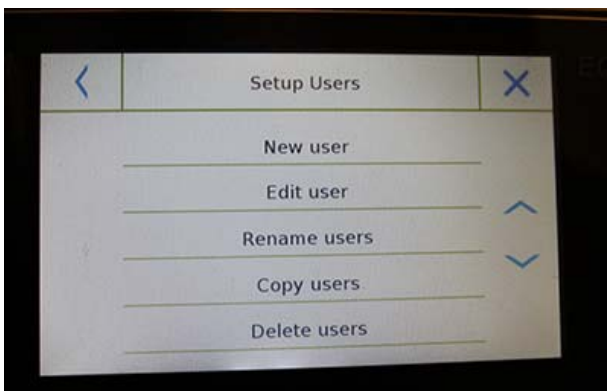 Setup Users
New user
Edit user
Rename users
Copy users
Delete users